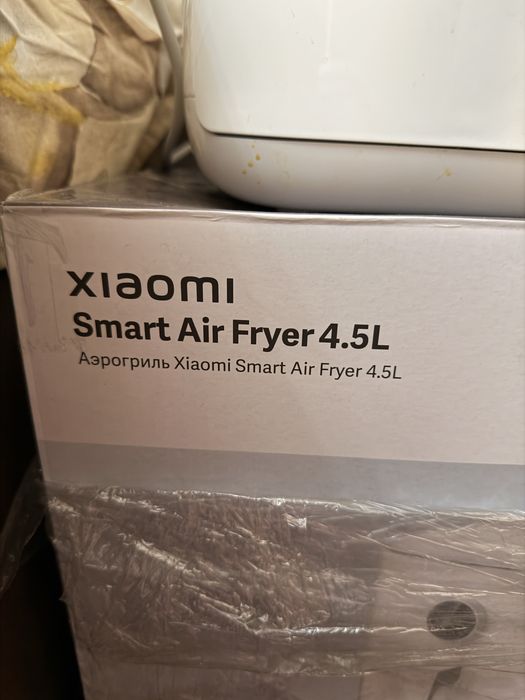 xiaomi
Smart Air Fryer 4.5L
Аэрогриль Xiaomi Smart Air Fryer 4.5L